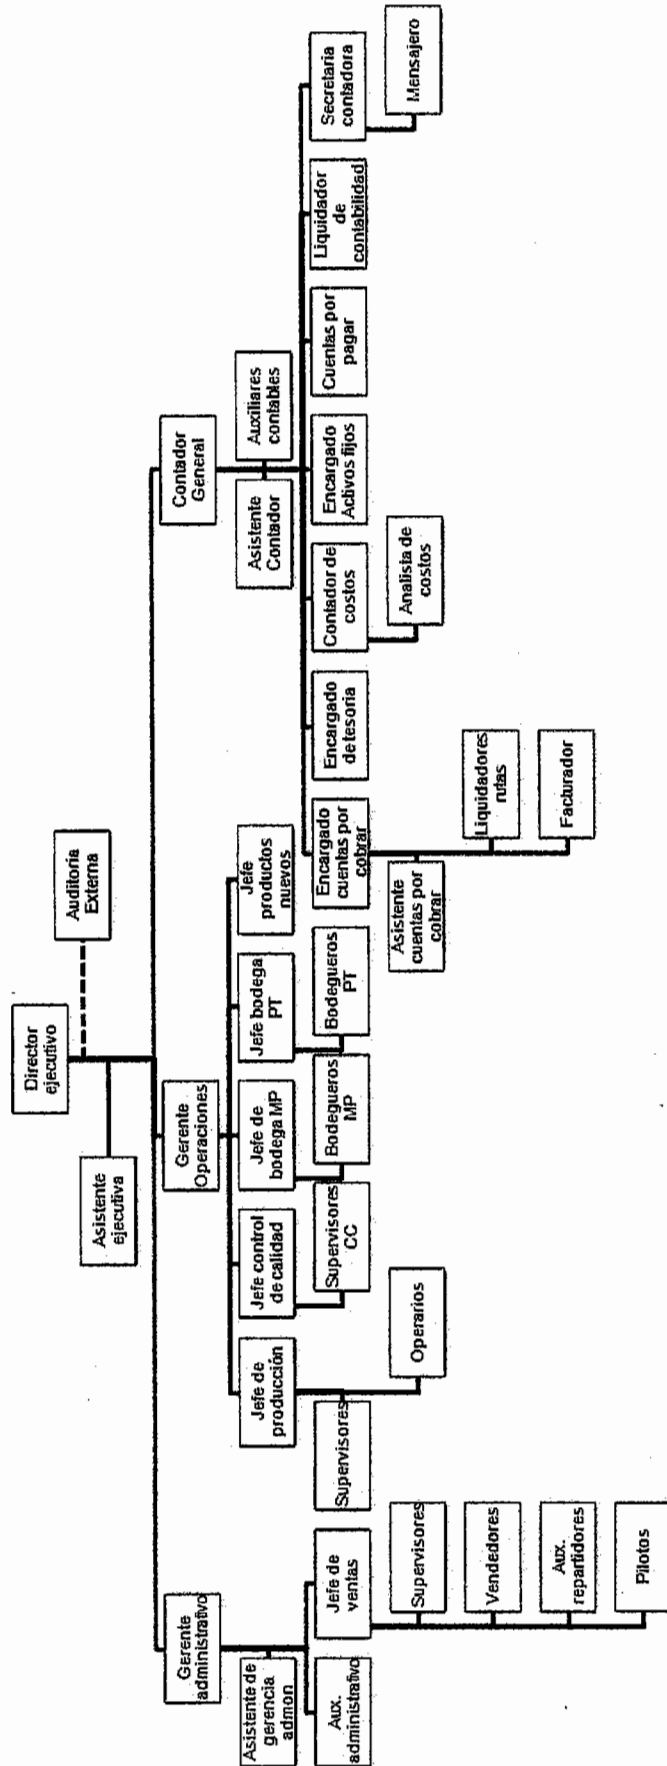 Director
ejecutivo
Auditoria
Externa
Asistente
ejecutiva
Gerente
administrativo
Gerente
Operaciones
Contador
General
Asistente de
gerencia
admon
Aux.
administrativo
Jefe de
ventas
Supervisores
Vendedores
Aux.
repartidores
Pilotos
Jefe de
producción
Supervisores
Operarios
Jefe control
de calidad
Supervisores
CC
Jefe de
bodega MP
Bodegueros
MP
Jefe bodega
PT
Bodegueros
PT
Jefe
productos
nuevos
Asistente
Contador
Auxiliares
contables
Encargado
cuentas por
cobrar
Asistente
cuentas por
cobrar
Liquidadores
rutas
Facturador
Encargado
de tesoria
Contador de
costos
Analista de
costos
Encargado
Activos fijos
Cuentas por
pagar
Liquidador
de
contabilidad
Secretaria
contadora
Mensajero